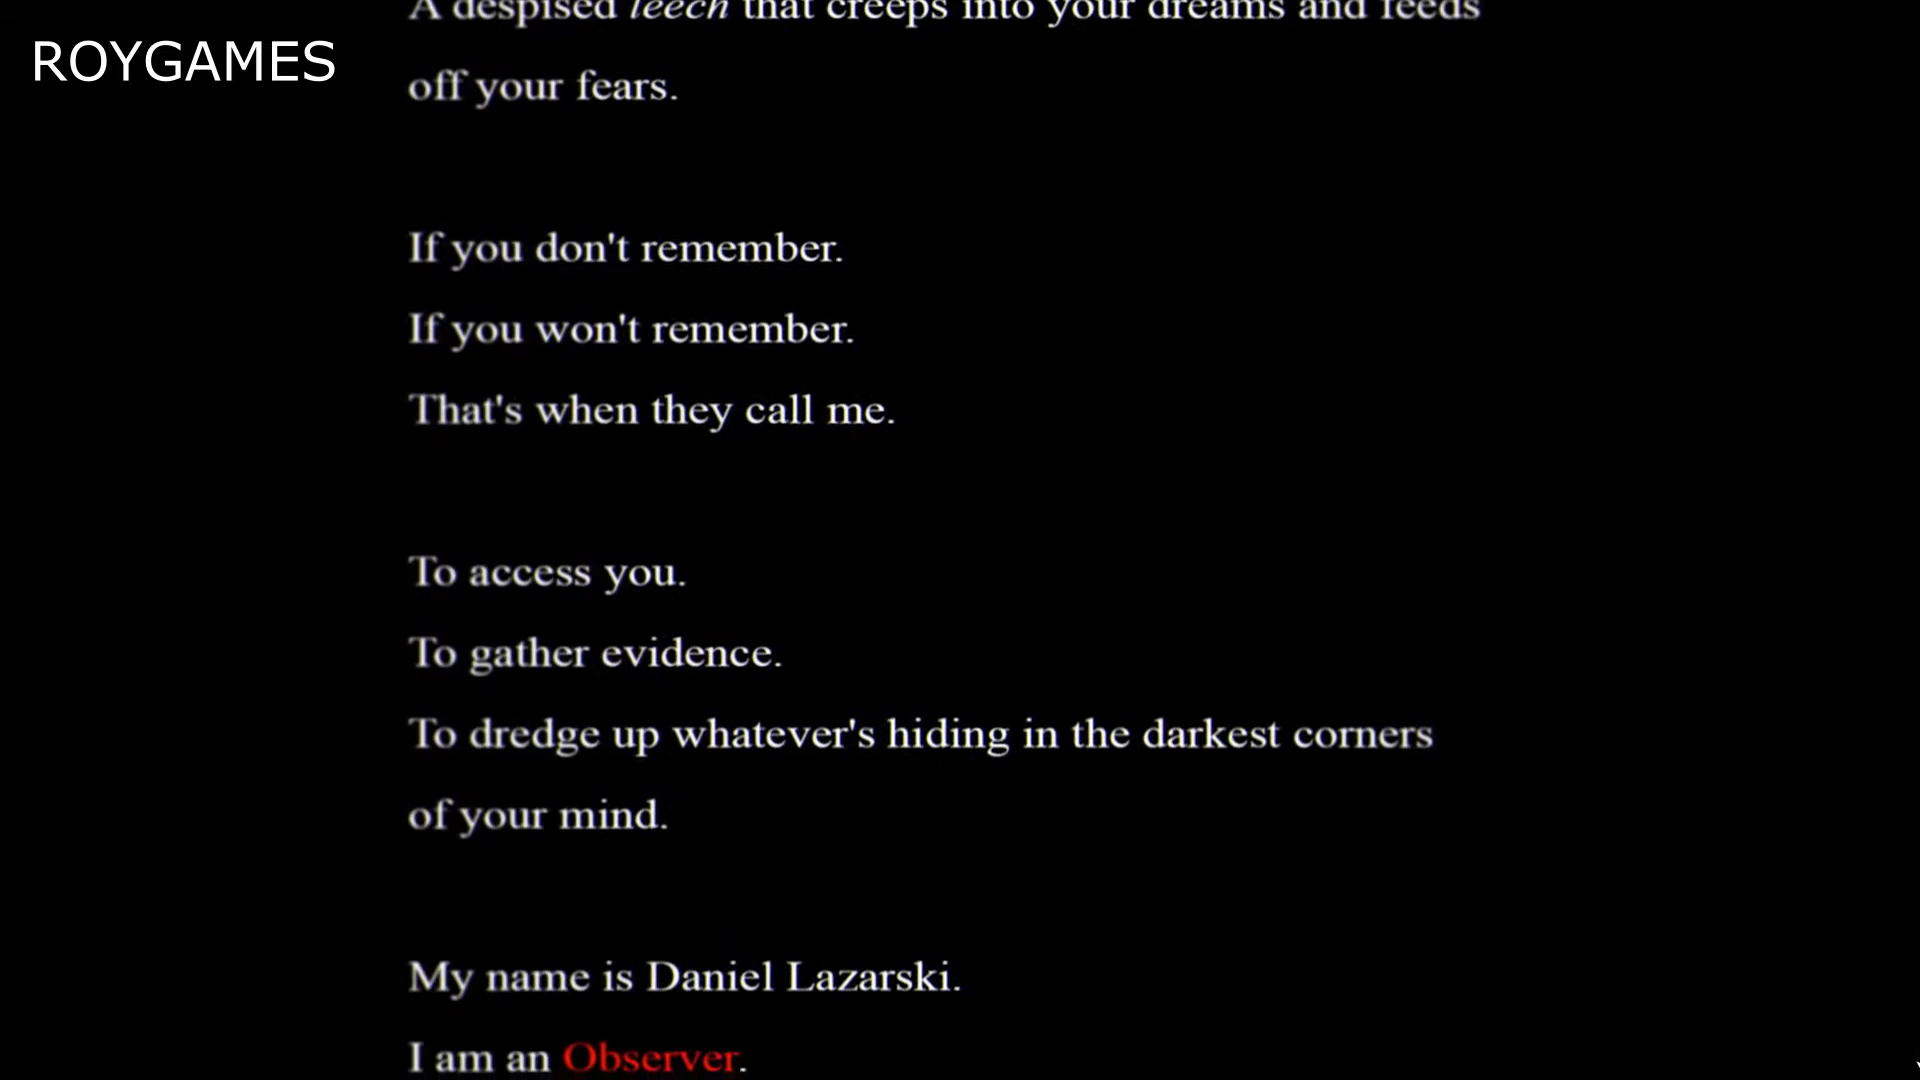 A despised leech that creeps into your dreams and feeds
ROYGAMES
off your fears.
If you don't remember.
If you won't remember.
That's when they call me.
To access you.
To gather evidence.
To dredge up whatever's hiding in the darkest corners
of your mind.
My name is Daniel Lazarski.
I am an Observer.